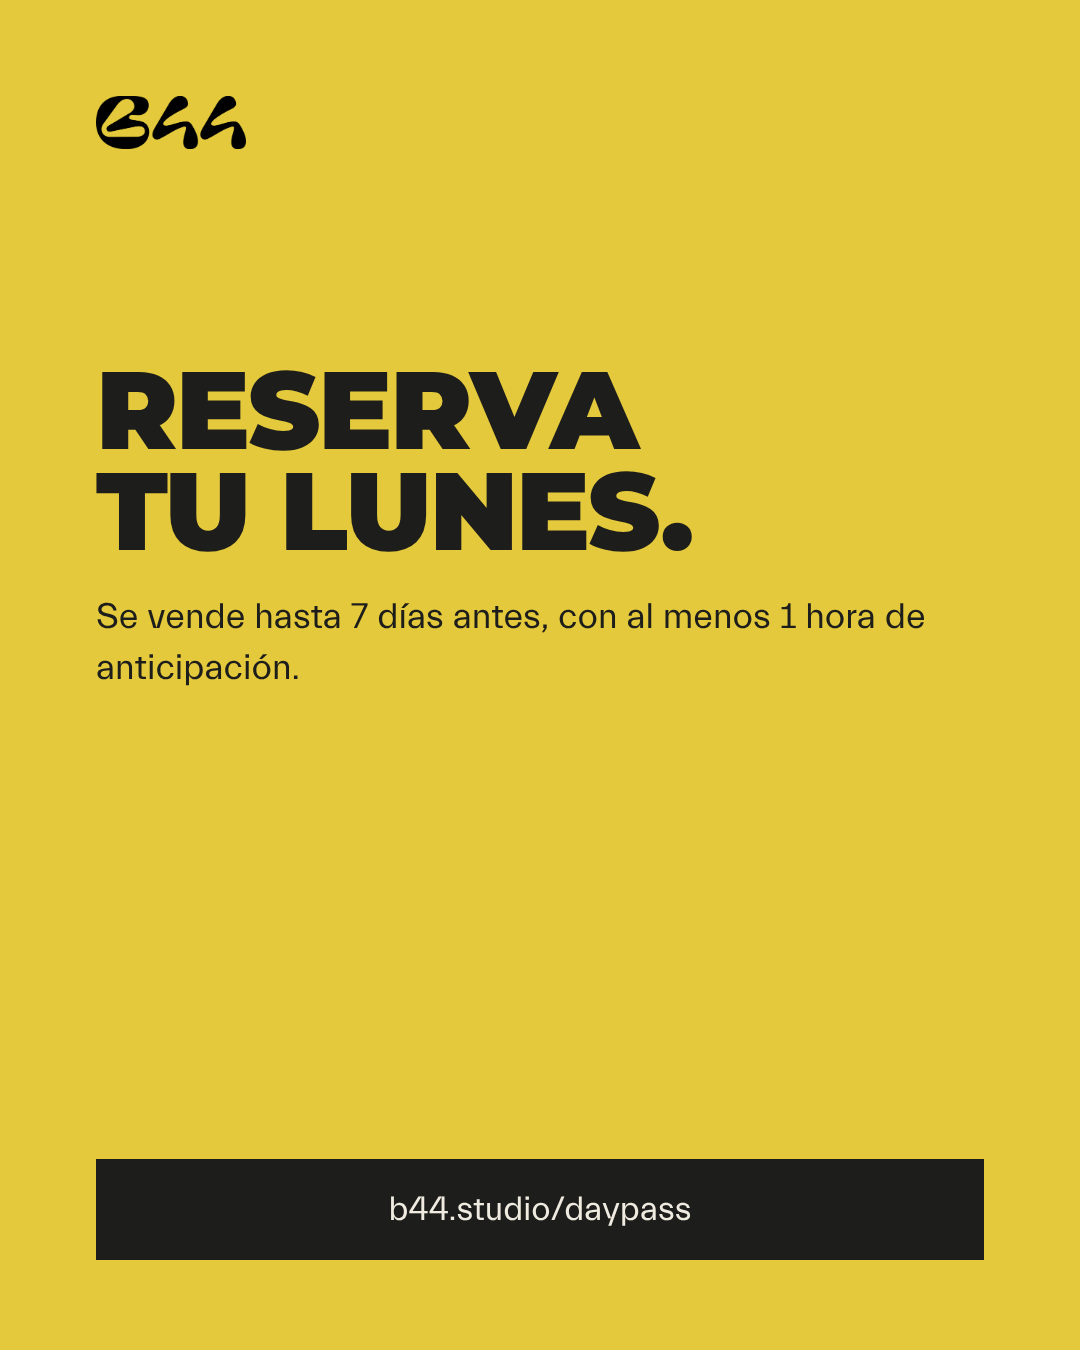 B44
RESERVA
TU LUNES.
Se vende hasta 7 días antes, con al menos 1 hora de
anticipación.
b44.studio/daypass